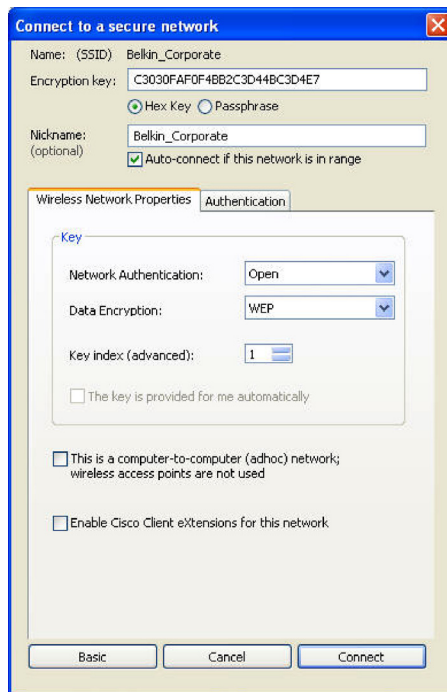 Connect to a secure network
Name: (SSID) Belkin_Corporate
Encryption key: C3030FAF0F4BB2C3D44BC3D4E7
Hex Key Passphrase
Nickname: Belkin_Corporate
(optional)
Auto-connect if this network is in range
Wireless Network Properties Authentication
Key
Network Authentication: Open
Data Encryption: WEP
Key index (advanced): 1
The key is provided for me automatically
This is a computer-to-computer (adhoc) network;
wireless access points are not used
Enable Cisco Client eXtensions for this network
Basic Cancel Connect